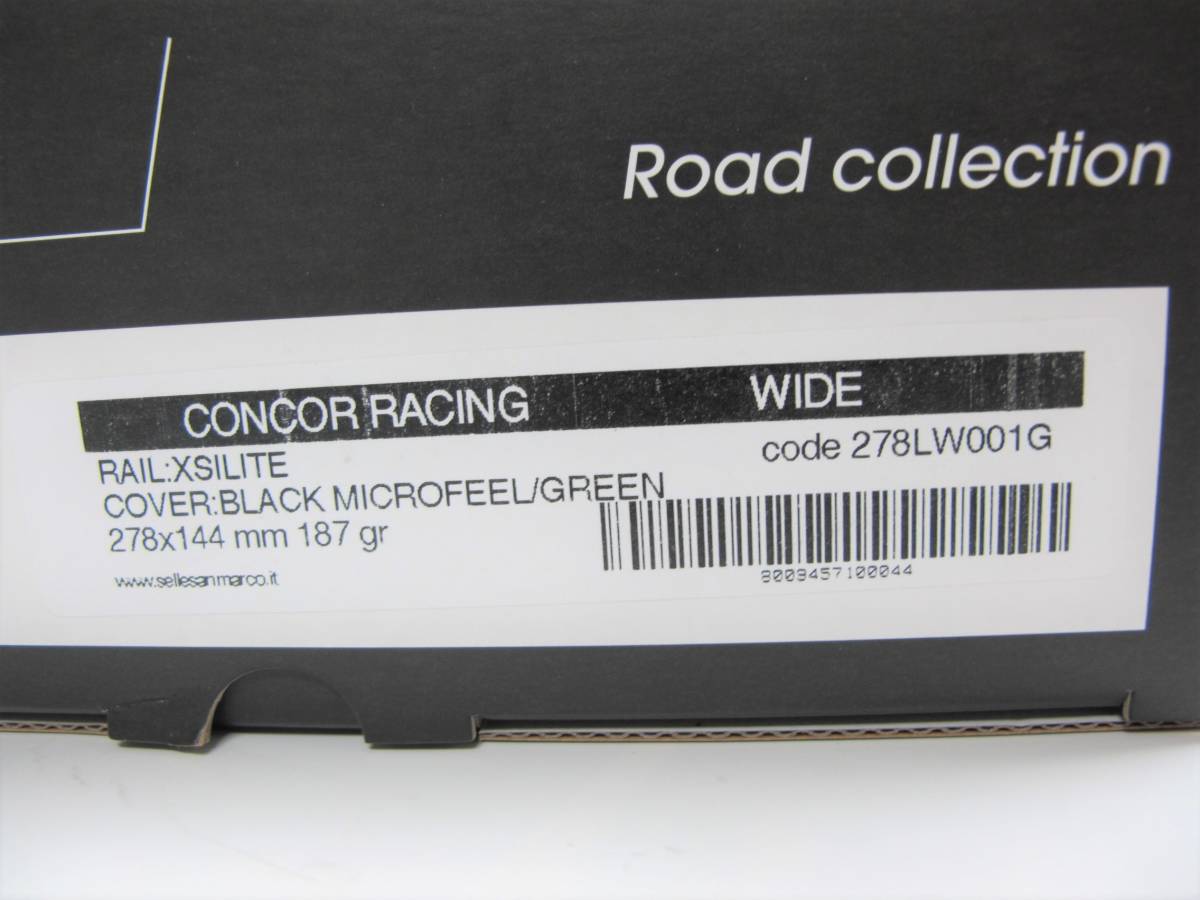 Road collection
CONCOR RACING WIDE
RAIL:XSILITE code 278LW001G
COVER:BLACK MICROFEEL/GREEN
278x144 mm 187 gr
www.sellesanmarco.it
8009457100044